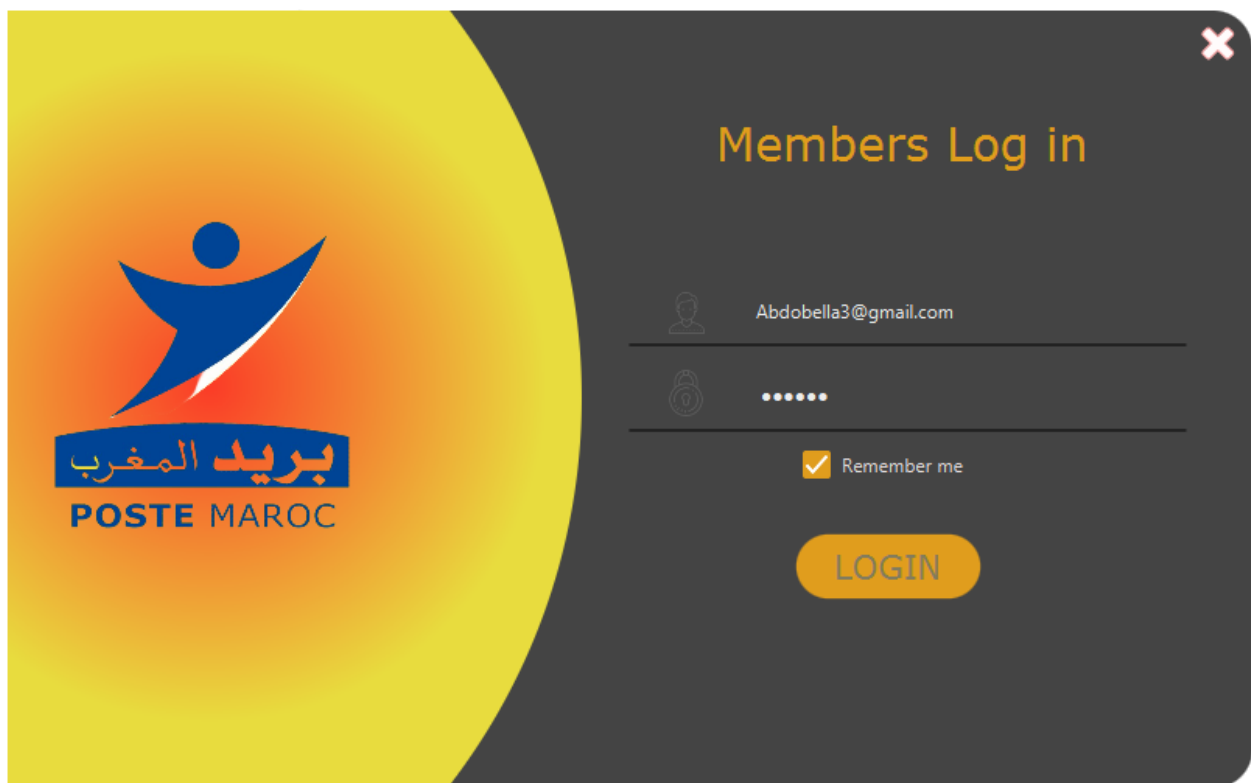 Members Log in
Abdobella3@gmail.com
••••••
Remember me
LOGIN
بريد المغرب
POSTE MAROC